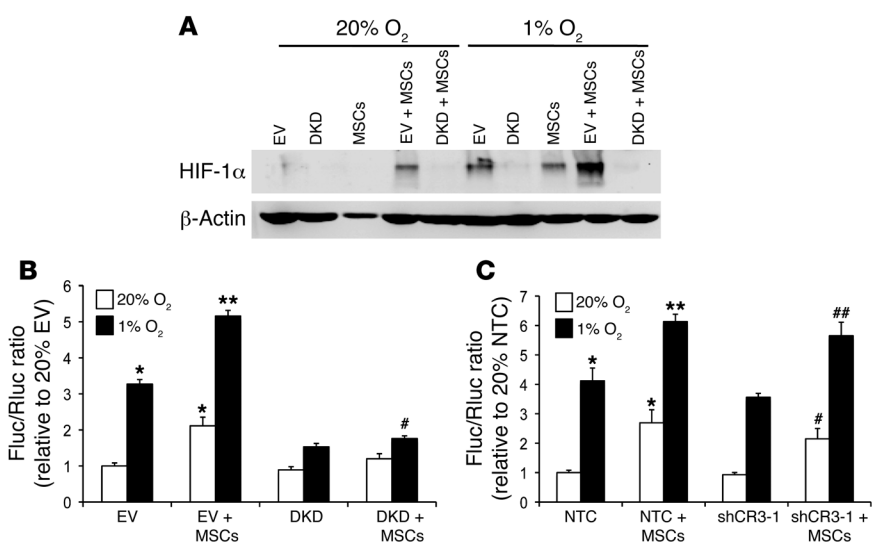 A
20% O2 1% O2
EV DKD MSCs EV + MSCs DKD + MSCs EV DKD MSCs EV + MSCs DKD + MSCs
HIF-1α
β-Actin
B
Fluc/Rluc ratio
(relative to 20% EV)
6
5
4
3
2
1
0
20% O2
1% O2
*
*
**
#
EV EV + DKD DKD +
MSCs MSCs
C
Fluc/Rluc ratio
(relative to 20% NTC)
7
6
5
4
3
2
1
0
20% O2
1% O2
*
*
**
#
##
NTC NTC + shCR3-1 shCR3-1 +
MSCs MSCs